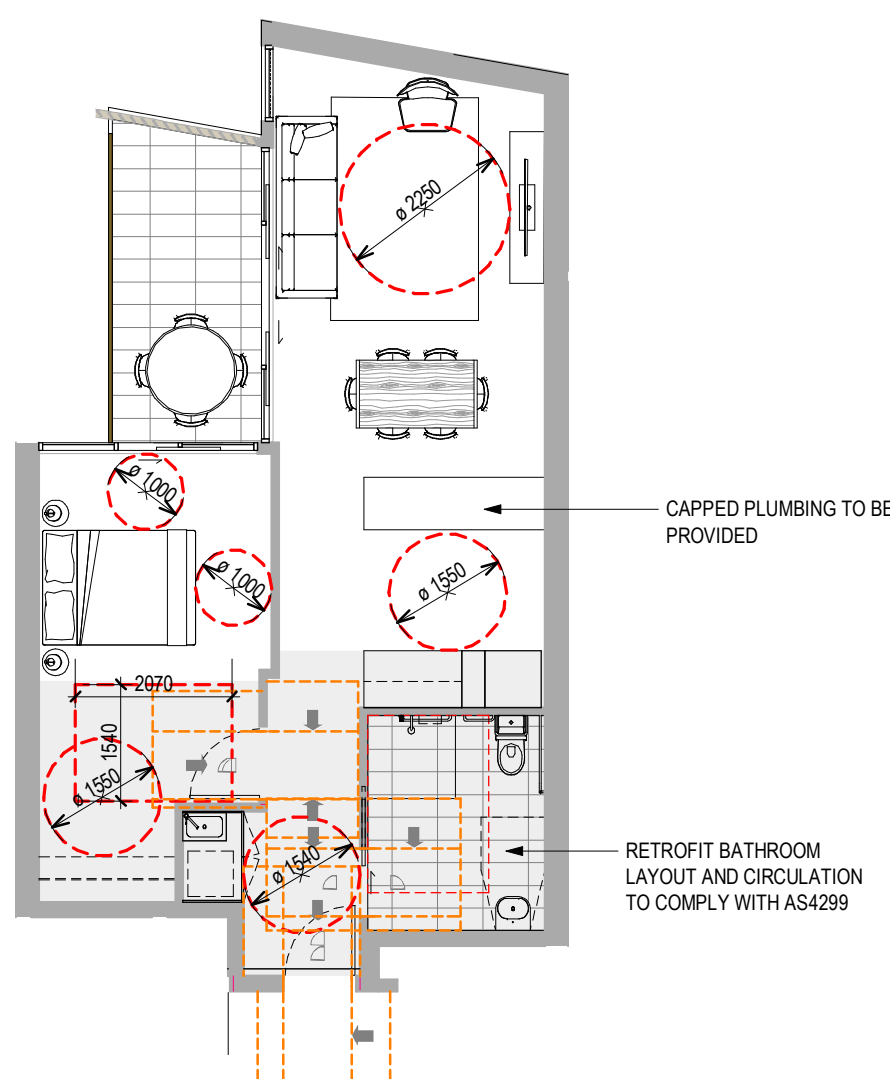 ø 2250
ø 1000
CAPPED PLUMBING TO BE
PROVIDED
ø 1000
ø 1550
2070
1540
ø 1550
RETROFIT BATHROOM
LAYOUT AND CIRCULATION
TO COMPLY WITH AS4299
ø 1540